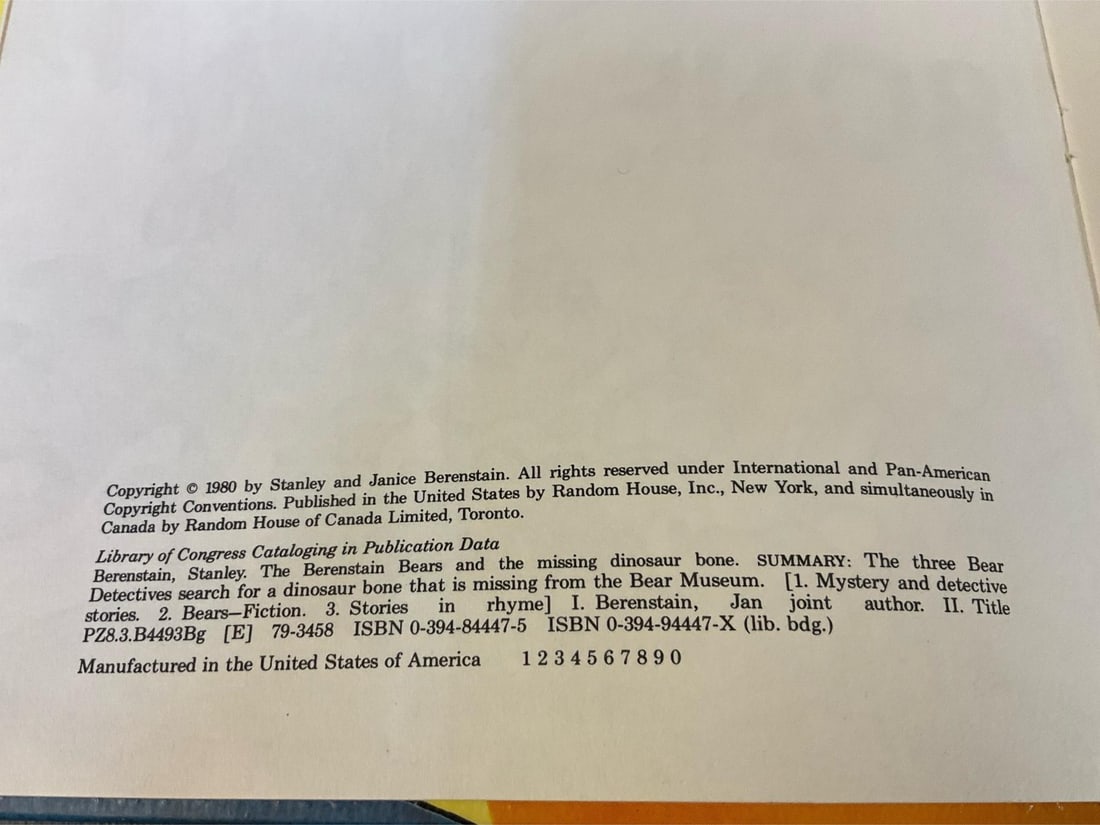 Copyright © 1980 by Stanley and Janice Berenstain. All rights reserved under International and Pan-American
Copyright Conventions. Published in the United States by Random House, Inc., New York, and simultaneously in
Canada by Random House of Canada Limited, Toronto.
Library of Congress Cataloging in Publication Data
Berenstain, Stanley. The Berenstain Bears and the missing dinosaur bone. SUMMARY: The three Bear
Detectives search for a dinosaur bone that is missing from the Bear Museum. [1. Mystery and detective
stories. 2. Bears—Fiction. 3. Stories in rhyme] I. Berenstain, Jan joint author. II. Title
PZ8.3.B4493Bg [E] 79-3458 ISBN 0-394-84447-5 ISBN 0-394-94447-X (lib. bdg.)
Manufactured in the United States of America 1 2 3 4 5 6 7 8 9 0